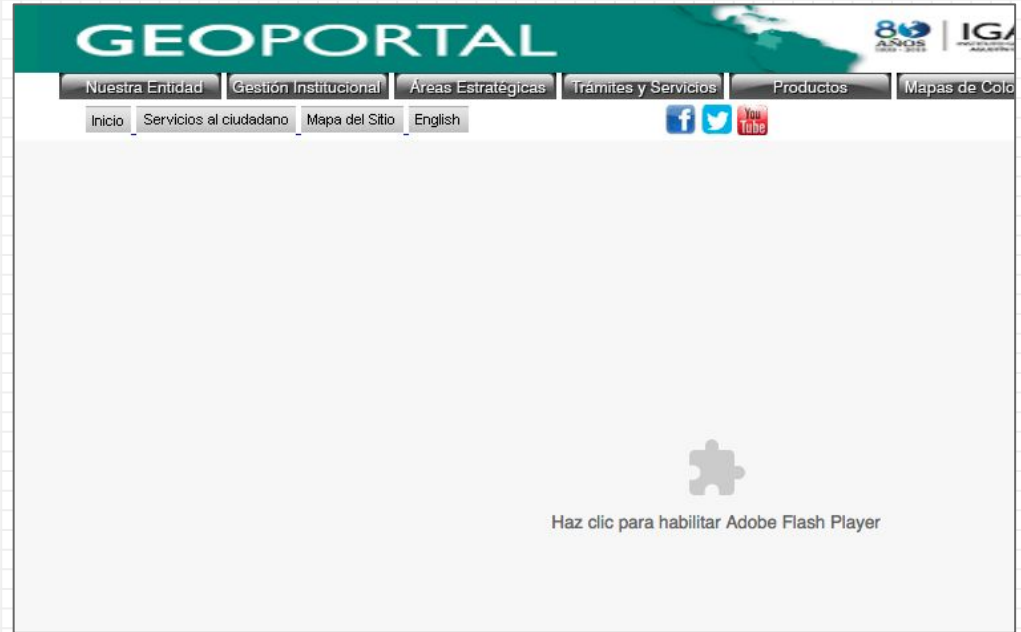 GEOPORTAL
80 AÑOS
Nuestra Entidad Gestión Institucional Áreas Estratégicas Trámites y Servicios Productos Mapas de Colo
Inicio Servicios al ciudadano Mapa del Sitio English
You Tube
Haz clic para habilitar Adobe Flash Player